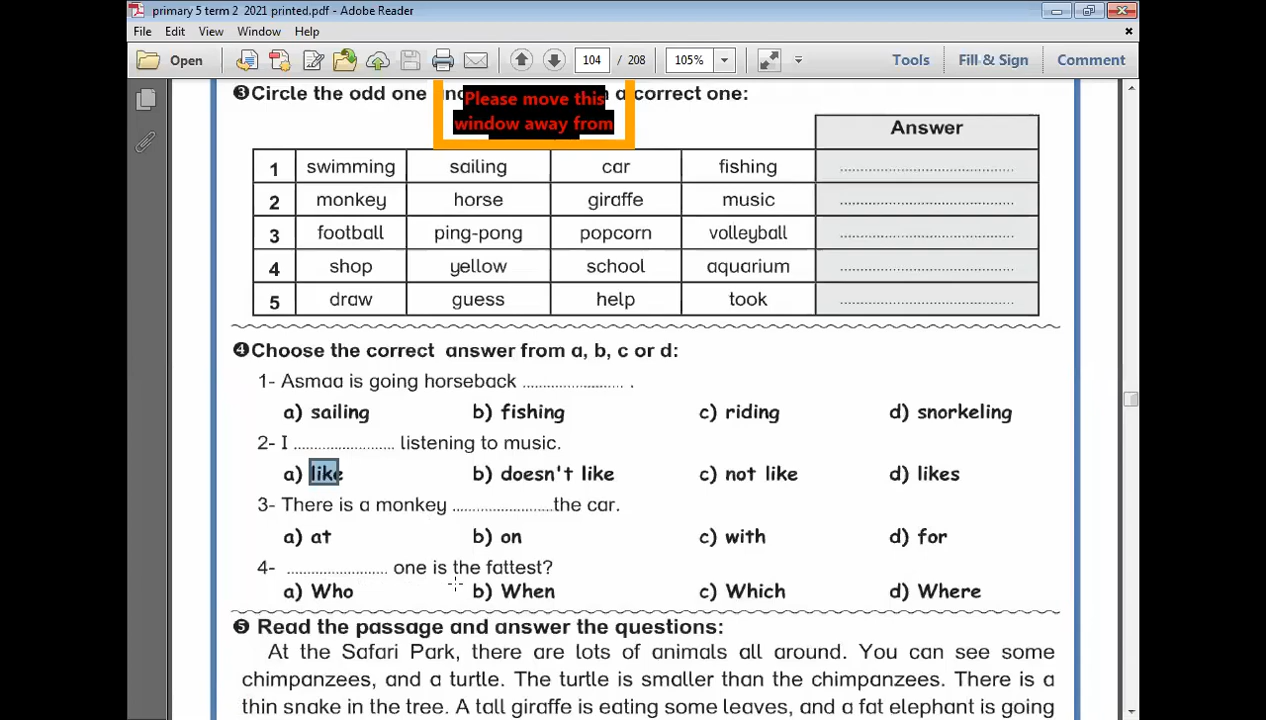 primary 5 term 2 2021 printed.pdf - Adobe Reader
File Edit View Window Help
Open 104 / 208 105% Tools Fill & Sign Comment
❸Circle the odd one a correct one:
Please move this
window away from
Answer
1 swimming sailing car fishing ......................................
2 monkey horse giraffe music ......................................
3 football ping-pong popcorn volleyball ......................................
4 shop yellow school aquarium ......................................
5 draw guess help took ......................................
❹Choose the correct answer from a, b, c or d:
1- Asmaa is going horseback ........................ .
a) sailing b) fishing c) riding d) snorkeling
2- I ........................ listening to music.
a) like b) doesn't like c) not like d) likes
3- There is a monkey ........................the car.
a) at b) on c) with d) for
4- ........................ one is the fattest?
a) Who b) When c) Which d) Where
❺ Read the passage and answer the questions:
At the Safari Park, there are lots of animals all around. You can see some
chimpanzees, and a turtle. The turtle is smaller than the chimpanzees. There is a
thin snake in the tree. A tall giraffe is eating some leaves, and a fat elephant is going